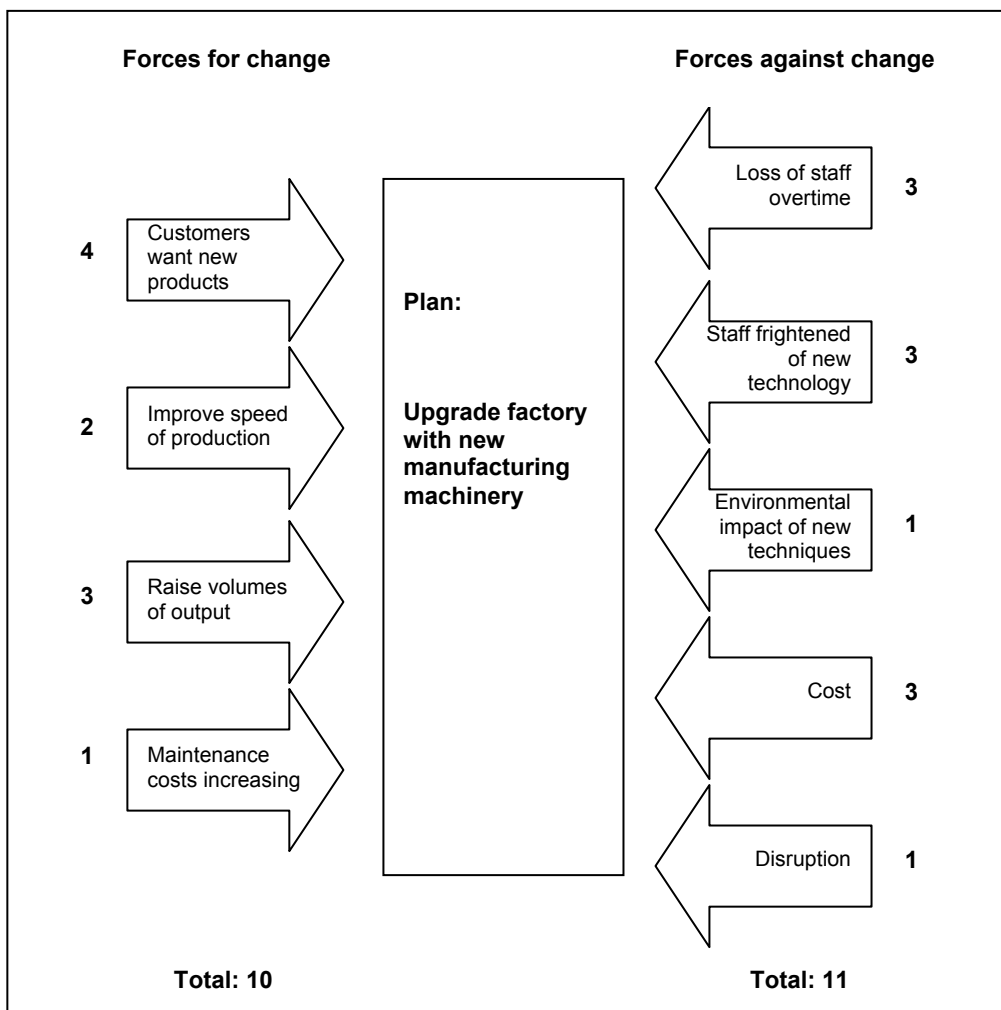 Forces for change
Forces against change
4
Customers
want new
products
2
Improve speed
of production
3
Raise volumes
of output
1
Maintenance
costs increasing
Plan:
Upgrade factory
with new
manufacturing
machinery
Loss of staff
overtime
3
Staff frightened
of new
technology
3
Environmental
impact of new
techniques
1
Cost
3
Disruption
1
Total: 10
Total: 11